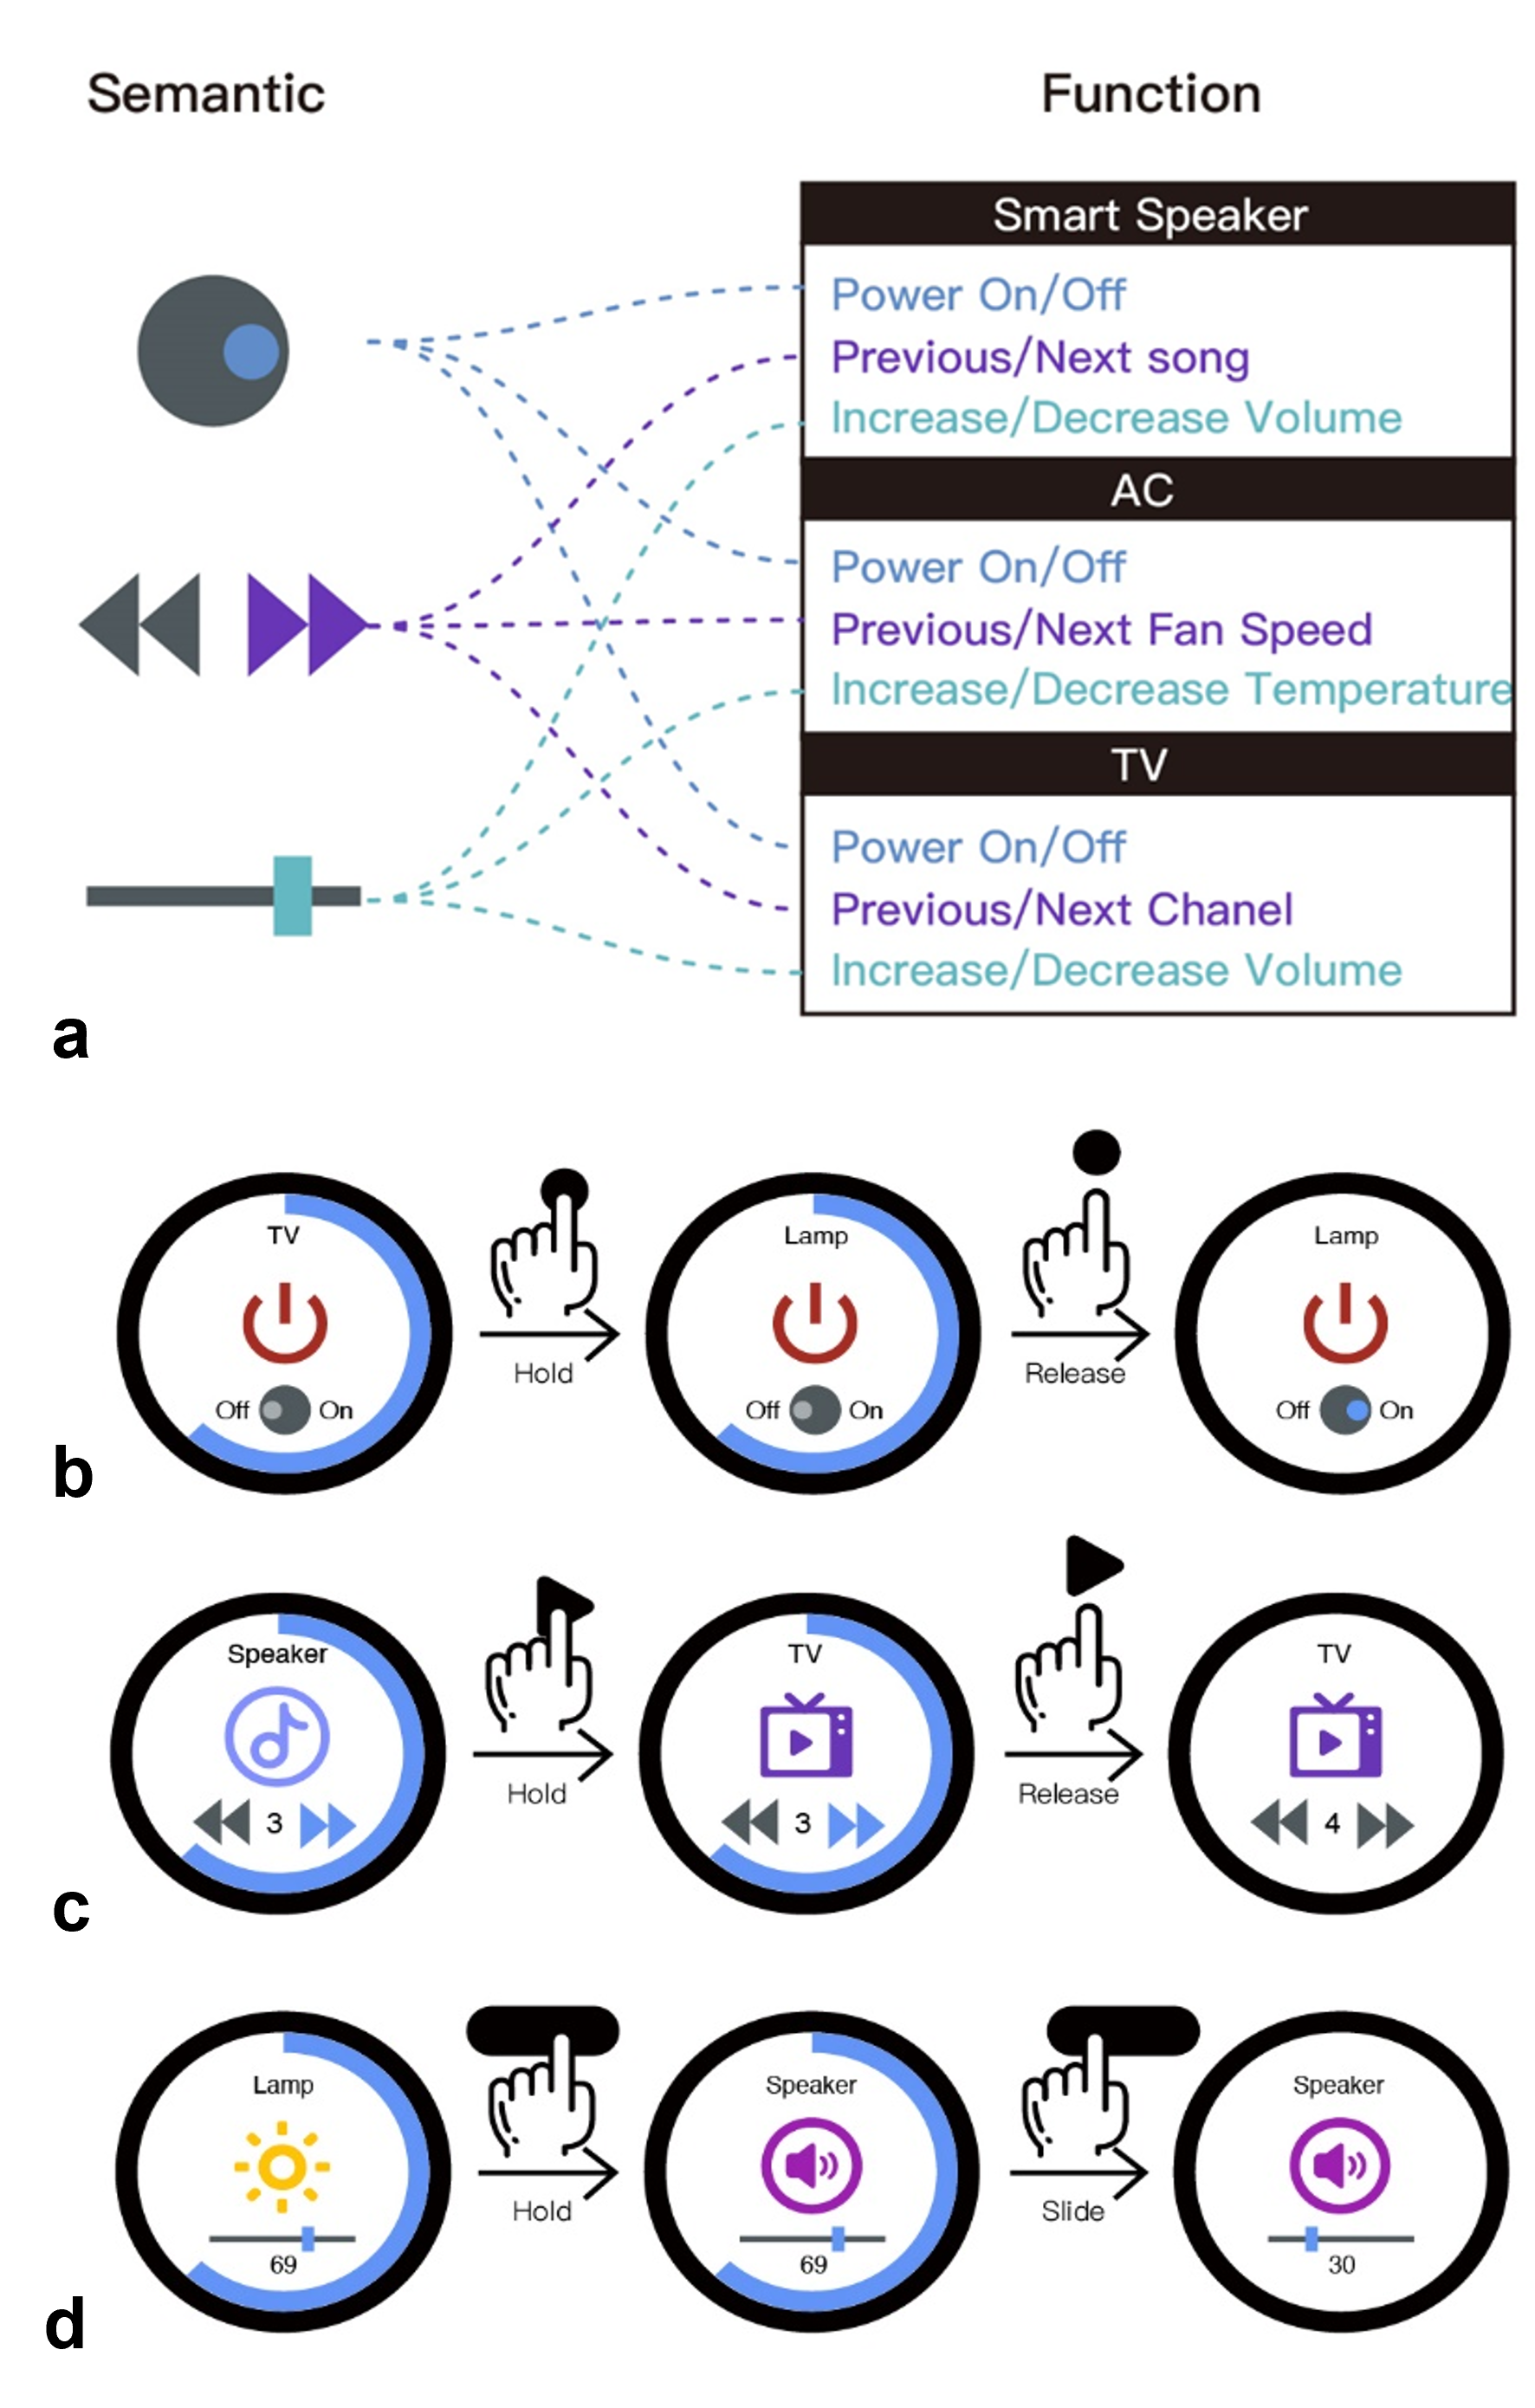 Semantic
Function
Smart Speaker
Power On/Off
Previous/Next song
Increase/Decrease Volume
AC
Power On/Off
Previous/Next Fan Speed
Increase/Decrease Temperature
TV
Power On/Off
Previous/Next Chanel
Increase/Decrease Volume
a
TV
Off On
Hold
Lamp
Off On
Release
Lamp
Off On
b
Speaker
3
Hold
TV
3
Release
TV
4
c
Lamp
69
Hold
Speaker
69
Slide
Speaker
30
d